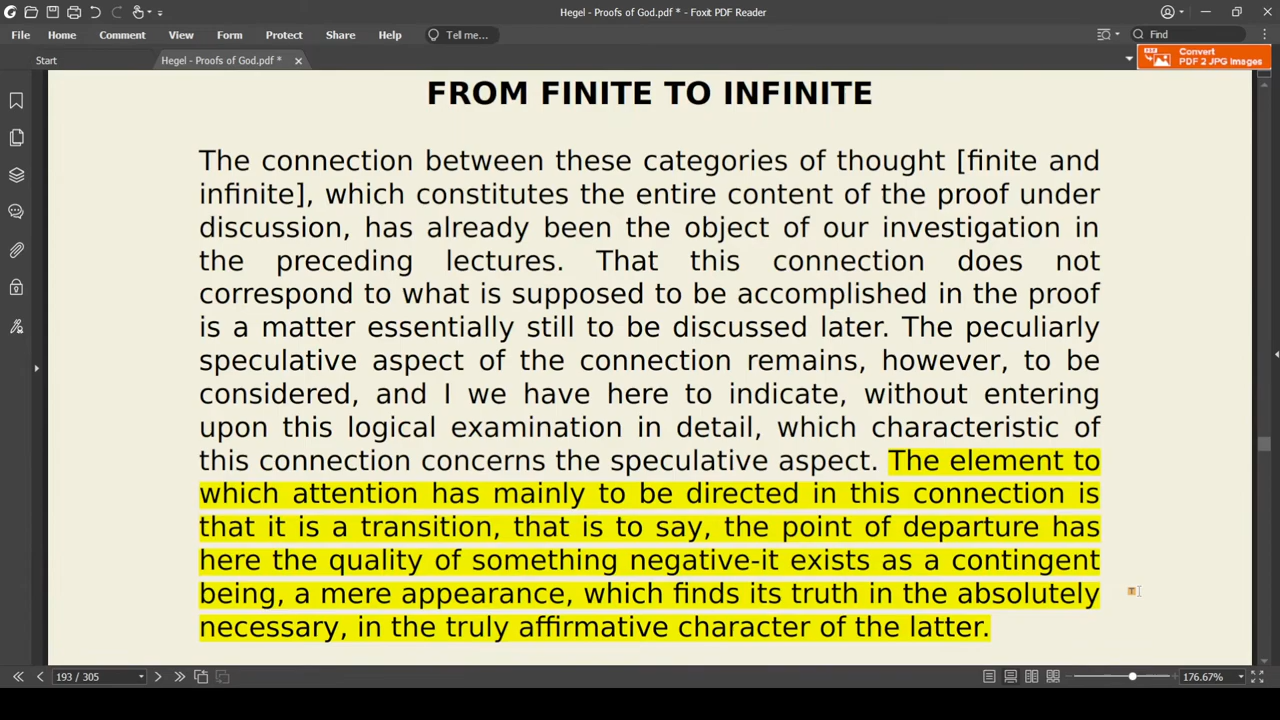 Hegel - Proofs of God.pdf * - Foxit PDF Reader
File Home Comment View Form Protect Share Help Tell me... Find
Start Hegel - Proofs of God.pdf *
Convert
PDF 2 JPG Images
FROM FINITE TO INFINITE
The connection between these categories of thought [finite and
infinite], which constitutes the entire content of the proof under
discussion, has already been the object of our investigation in
the preceding lectures. That this connection does not
correspond to what is supposed to be accomplished in the proof
is a matter essentially still to be discussed later. The peculiarly
speculative aspect of the connection remains, however, to be
considered, and I we have here to indicate, without entering
upon this logical examination in detail, which characteristic of
this connection concerns the speculative aspect. The element to
which attention has mainly to be directed in this connection is
that it is a transition, that is to say, the point of departure has
here the quality of something negative-it exists as a contingent
being, a mere appearance, which finds its truth in the absolutely
necessary, in the truly affirmative character of the latter.
193 / 305 176.67%